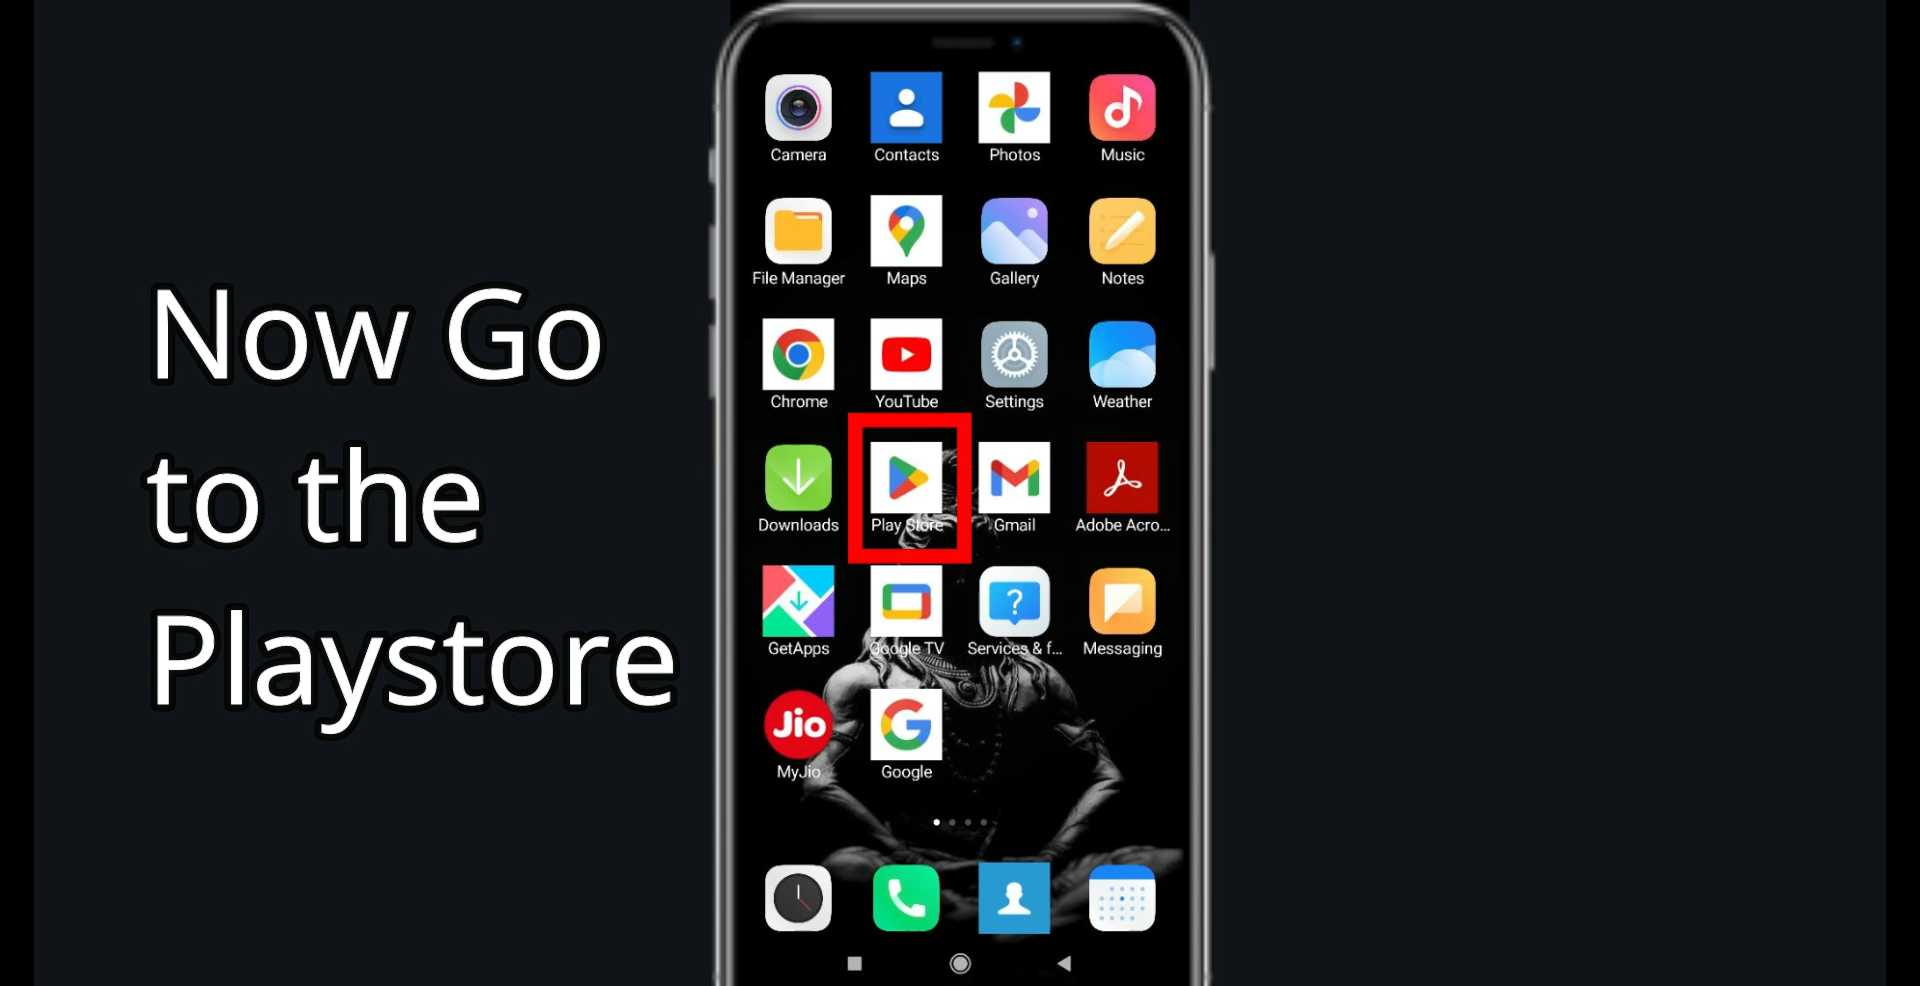 Now Go
to the
Playstore
Camera
Contacts
Photos
Music
File Manager
Maps
Gallery
Notes
Chrome
YouTube
Settings
Weather
Downloads
Play Store
Gmail
Adobe Acro...
GetApps
Google TV
Services & f...
Messaging
Jio
MyJio
Google